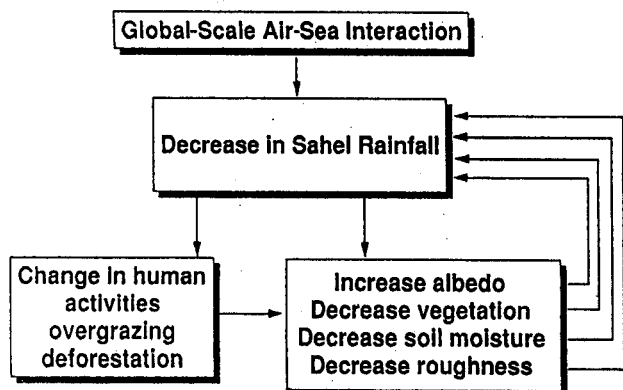 Global-Scale Air-Sea Interaction
Decrease in Sahel Rainfall
Change in human
activities
overgrazing
deforestation
Increase albedo
Decrease vegetation
Decrease soil moisture
Decrease roughness